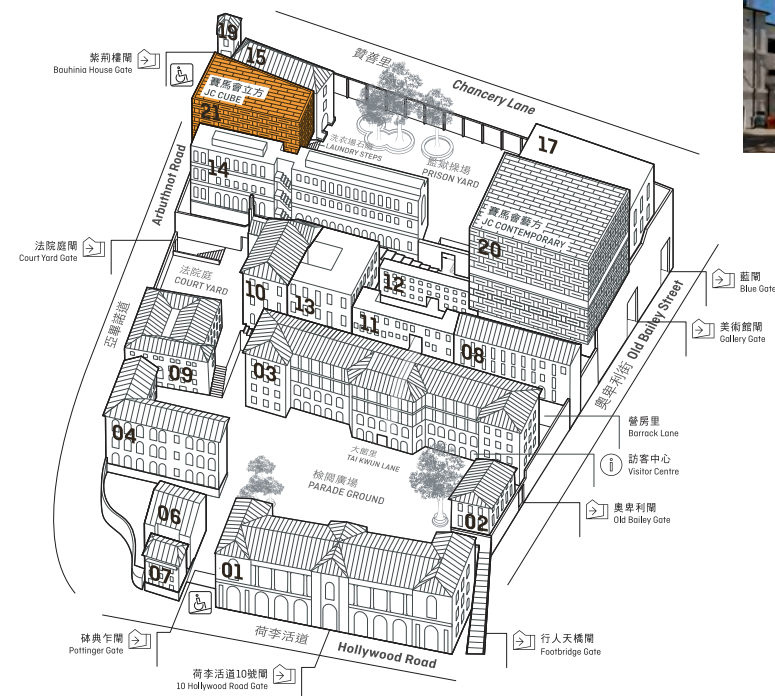 19
15
紫荊樓閘
Bauhinia House Gate
賽馬會立方
JC CUBE
21
贊善里
Chancery Lane
17
洗衣場石階
LAUNDRY STEPS
監獄操場
PRISON YARD
Arbuthnot Road
亞畢諾道
14
賽馬會藝方
JC CONTEMPORARY
20
法院庭閘
Court Yard Gate
法院庭
COURT YARD
10
13
12
11
08
藍閘
Blue Gate
美術館閘
Gallery Gate
奧卑利街 Old Bailey Street
09
03
營房里
Barrack Lane
04
大館里
TAI KWUN LANE
訪客中心
Visitor Centre
檢閱廣場
PARADE GROUND
02
奧卑利閘
Old Bailey Gate
06
07
01
砵典乍閘
Pottinger Gate
荷李活道
Hollywood Road
行人天橋閘
Footbridge Gate
荷李活道10號閘
10 Hollywood Road Gate